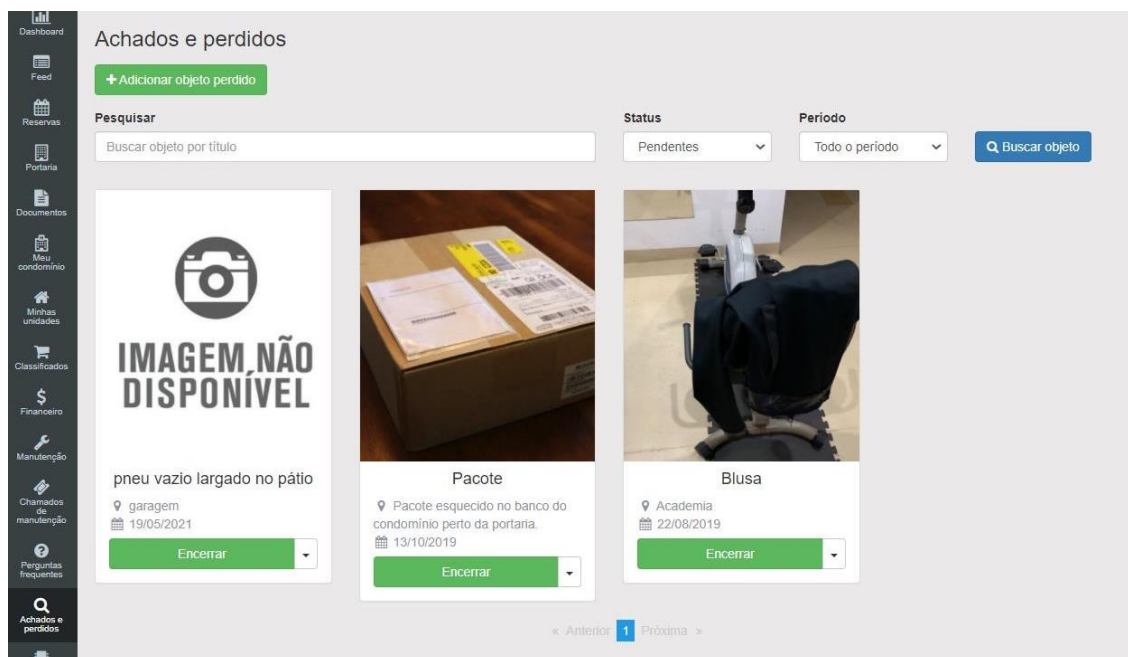 Dashboard
Feed
Reservas
Portaria
Documentos
Meu
condomínio
Minhas
unidades
Classificados
Financeiro
Manutenção
Chamados
de
manutenção
Perguntas
frequentes
Achados e
perdidos
Achados e perdidos
Adicionar objeto perdido
Pesquisar
Buscar objeto por título
Status
Pendentes
Período
Todo o período
Buscar objeto
IMAGEM NÃO
DISPONÍVEL
pneu vazio largado no pátio
garagem
19/05/2021
Encerrar
Pacote
Pacote esquecido no banco do
condomínio perto da portaria.
13/10/2019
Encerrar
Blusa
Academia
22/08/2019
Encerrar
« Anterior 1 Próxima »